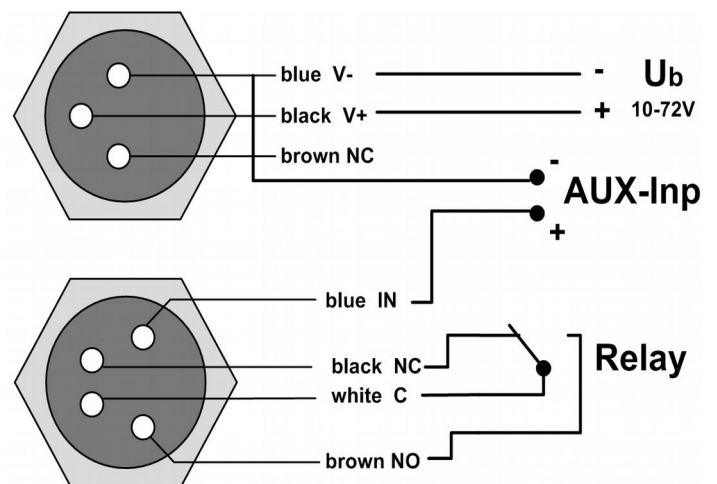 blue V- - Ub
black V+ + 10-72V
brown NC
-
AUX-Inp
+
blue IN
black NC
Relay
white C
brown NO